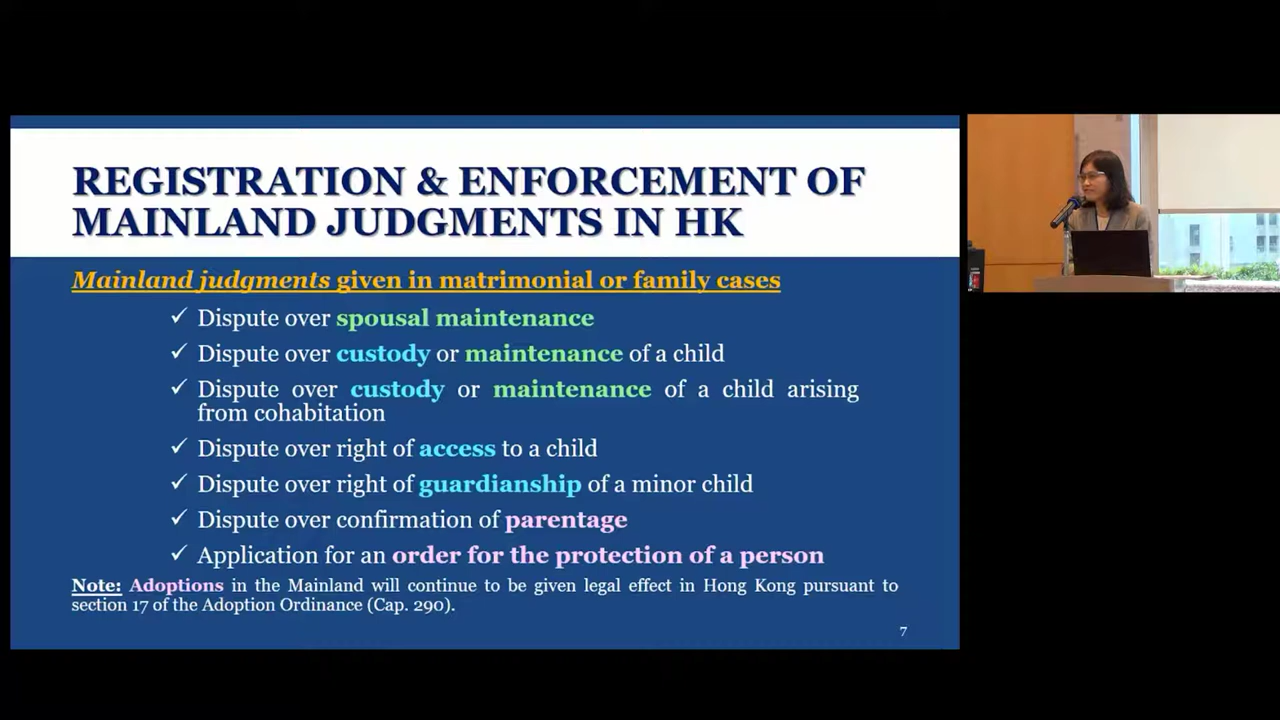 REGISTRATION & ENFORCEMENT OF
MAINLAND JUDGMENTS IN HK
Mainland judgments given in matrimonial or family cases
✓ Dispute over spousal maintenance
✓ Dispute over custody or maintenance of a child
✓ Dispute over custody or maintenance of a child arising
from cohabitation
✓ Dispute over right of access to a child
✓ Dispute over right of guardianship of a minor child
✓ Dispute over confirmation of parentage
✓ Application for an order for the protection of a person
Note: Adoptions in the Mainland will continue to be given legal effect in Hong Kong pursuant to
section 17 of the Adoption Ordinance (Cap. 290).
7